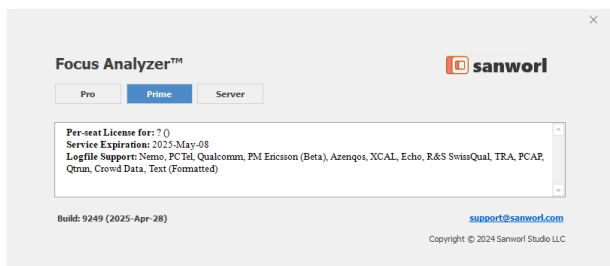 Focus Analyzer™
sanworl
Pro Prime Server
Per-seat License for: ? ()
Service Expiration: 2025-May-08
Logfile Support: Nemo, PCTel, Qualcomm, PM Ericsson (Beta), Azenqos, XCAL, Echo, R&S SwissQual, TRA, PCAP,
Qtrun, Crowd Data, Text (Formatted)
Build: 9249 (2025-Apr-28)
support@sanworl.com
Copyright © 2024 Sanworl Studio LLC